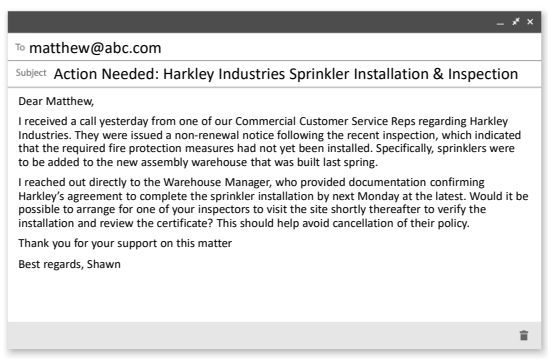 To matthew@abc.com
Subject Action Needed: Harkley Industries Sprinkler Installation & Inspection
Dear Matthew,
I received a call yesterday from one of our Commercial Customer Service Reps regarding Harkley
Industries. They were issued a non-renewal notice following the recent inspection, which indicated
that the required fire protection measures had not yet been installed. Specifically, sprinklers were
to be added to the new assembly warehouse that was built last spring.
I reached out directly to the Warehouse Manager, who provided documentation confirming
Harkley’s agreement to complete the sprinkler installation by next Monday at the latest. Would it be
possible to arrange for one of your inspectors to visit the site shortly thereafter to verify the
installation and review the certificate? This should help avoid cancellation of their policy.
Thank you for your support on this matter
Best regards, Shawn